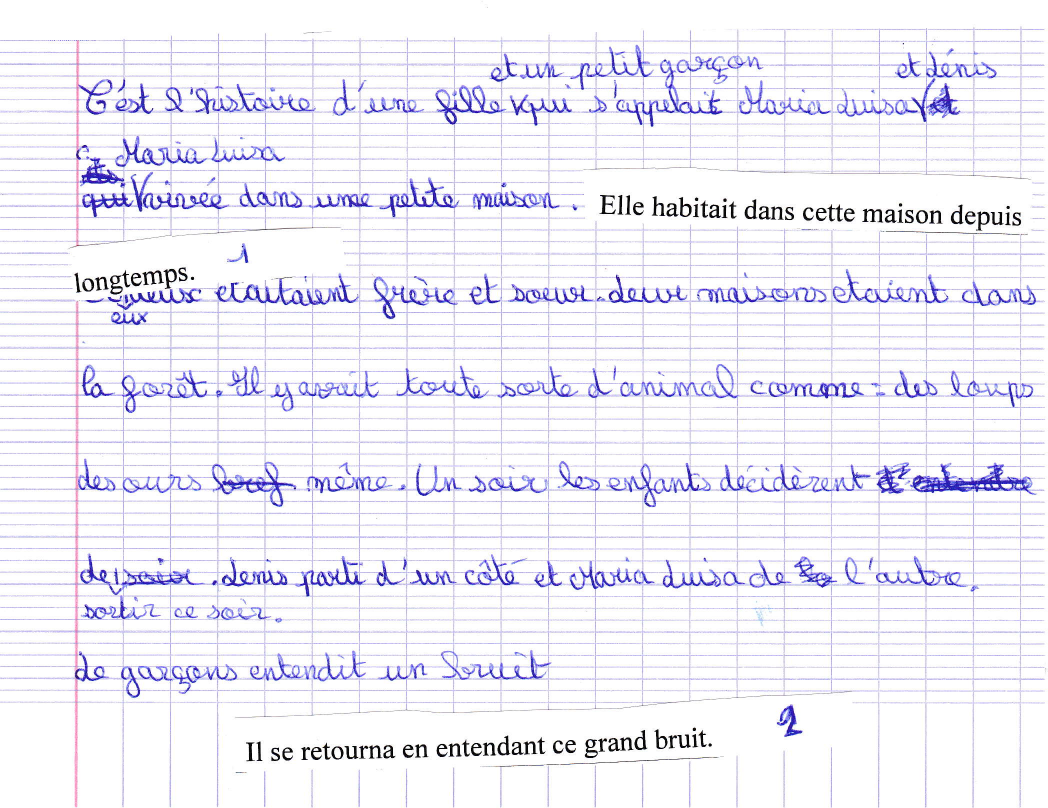 et un petit garçon et Dénis
C'ést l'histoire d'une fille qui s'appelait Maria Luisa
Maria Luisa
qui vivée dans une petite maison. Elle habitait dans cette maison depuis
longtemps. 1
etaitaient frère et soeur. leur maisons etaient dans
eux
la forêt. Il y avait toute sorte d'animal comme : des loups
des ours bref même. Un soir les enfants décidèrent d'entendre
de soir. Denis parti d'un côté et Maria Luisa de l'autre.
sortir ce soir.
Le garçons entendit un bruit
Il se retourna en entendant ce grand bruit. 2